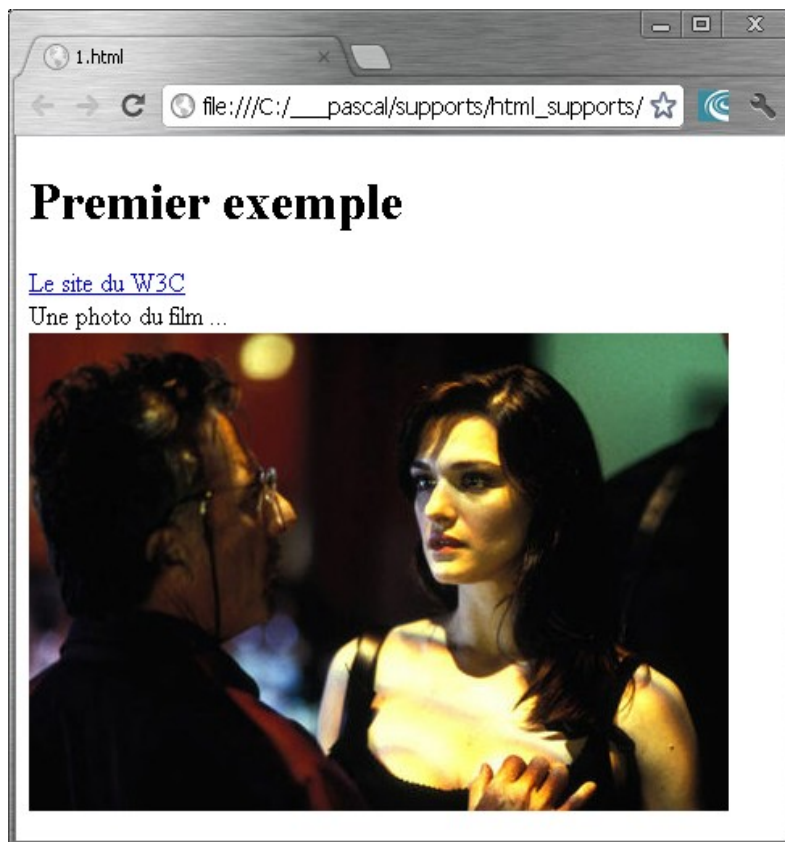 1.html
file:///C:/___pascal/supports/html_supports/
Premier exemple
Le site du W3C
Une photo du film ...